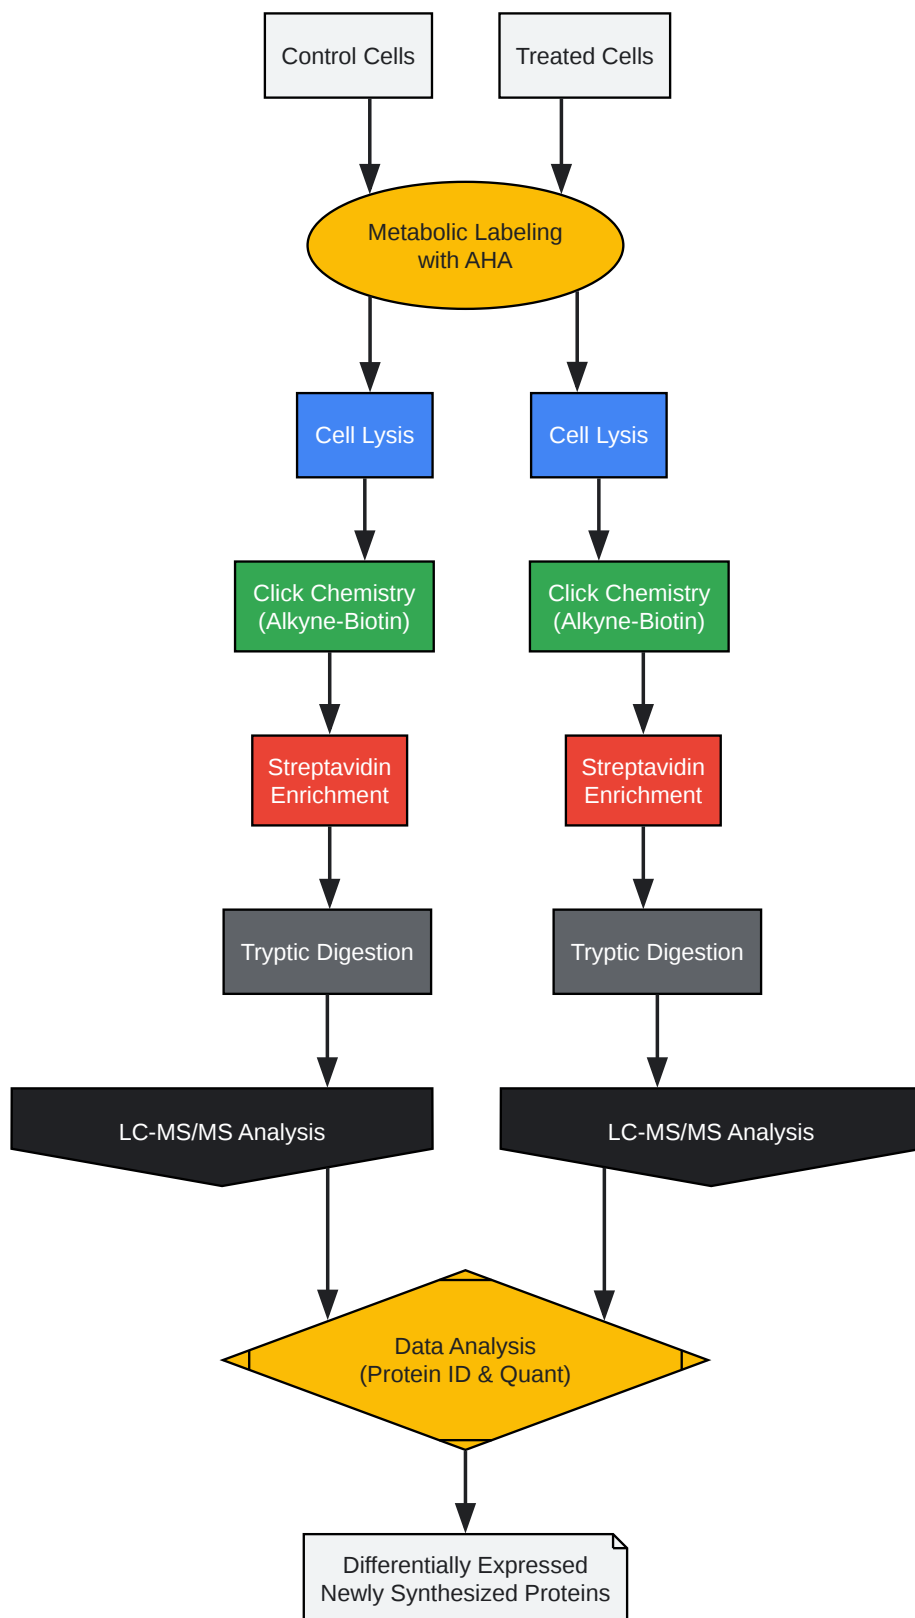 Control Cells
Treated Cells
Metabolic Labeling
with AHA
Cell Lysis
Cell Lysis
Click Chemistry
(Alkyne-Biotin)
Click Chemistry
(Alkyne-Biotin)
Streptavidin
Enrichment
Streptavidin
Enrichment
Tryptic Digestion
Tryptic Digestion
LC-MS/MS Analysis
LC-MS/MS Analysis
Data Analysis
(Protein ID & Quant)
Differentially Expressed
Newly Synthesized Proteins